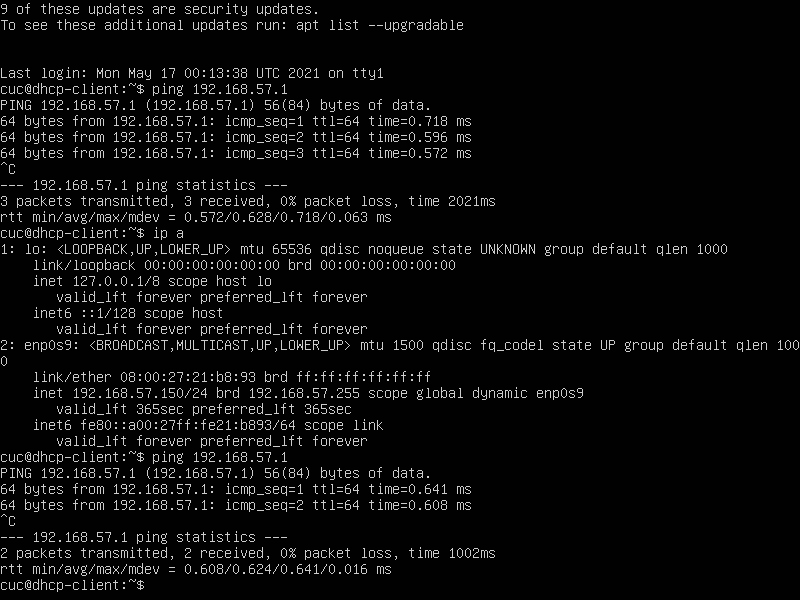 9 of these updates are security updates.
To see these additional updates run: apt list --upgradable
Last login: Mon May 17 00:13:38 UTC 2021 on tty1
cuc@dhcp-client:~$ ping 192.168.57.1
PING 192.168.57.1 (192.168.57.1) 56(84) bytes of data.
64 bytes from 192.168.57.1: icmp_seq=1 ttl=64 time=0.718 ms
64 bytes from 192.168.57.1: icmp_seq=2 ttl=64 time=0.596 ms
64 bytes from 192.168.57.1: icmp_seq=3 ttl=64 time=0.572 ms
^C
--- 192.168.57.1 ping statistics ---
3 packets transmitted, 3 received, 0% packet loss, time 2021ms
rtt min/avg/max/mdev = 0.572/0.628/0.718/0.063 ms
cuc@dhcp-client:~$ ip a
1: lo: <LOOPBACK,UP,LOWER_UP> mtu 65536 qdisc noqueue state UNKNOWN group default qlen 1000
    link/loopback 00:00:00:00:00:00 brd 00:00:00:00:00:00
    inet 127.0.0.1/8 scope host lo
       valid_lft forever preferred_lft forever
    inet6 ::1/128 scope host
       valid_lft forever preferred_lft forever
2: enp0s9: <BROADCAST,MULTICAST,UP,LOWER_UP> mtu 1500 qdisc fq_codel state UP group default qlen 100
0
    link/ether 08:00:27:21:b8:93 brd ff:ff:ff:ff:ff:ff
    inet 192.168.57.150/24 brd 192.168.57.255 scope global dynamic enp0s9
       valid_lft 365sec preferred_lft 365sec
    inet6 fe80::a00:27ff:fe21:b893/64 scope link
       valid_lft forever preferred_lft forever
cuc@dhcp-client:~$ ping 192.168.57.1
PING 192.168.57.1 (192.168.57.1) 56(84) bytes of data.
64 bytes from 192.168.57.1: icmp_seq=1 ttl=64 time=0.641 ms
64 bytes from 192.168.57.1: icmp_seq=2 ttl=64 time=0.608 ms
^C
--- 192.168.57.1 ping statistics ---
2 packets transmitted, 2 received, 0% packet loss, time 1002ms
rtt min/avg/max/mdev = 0.608/0.624/0.641/0.016 ms
cuc@dhcp-client:~$